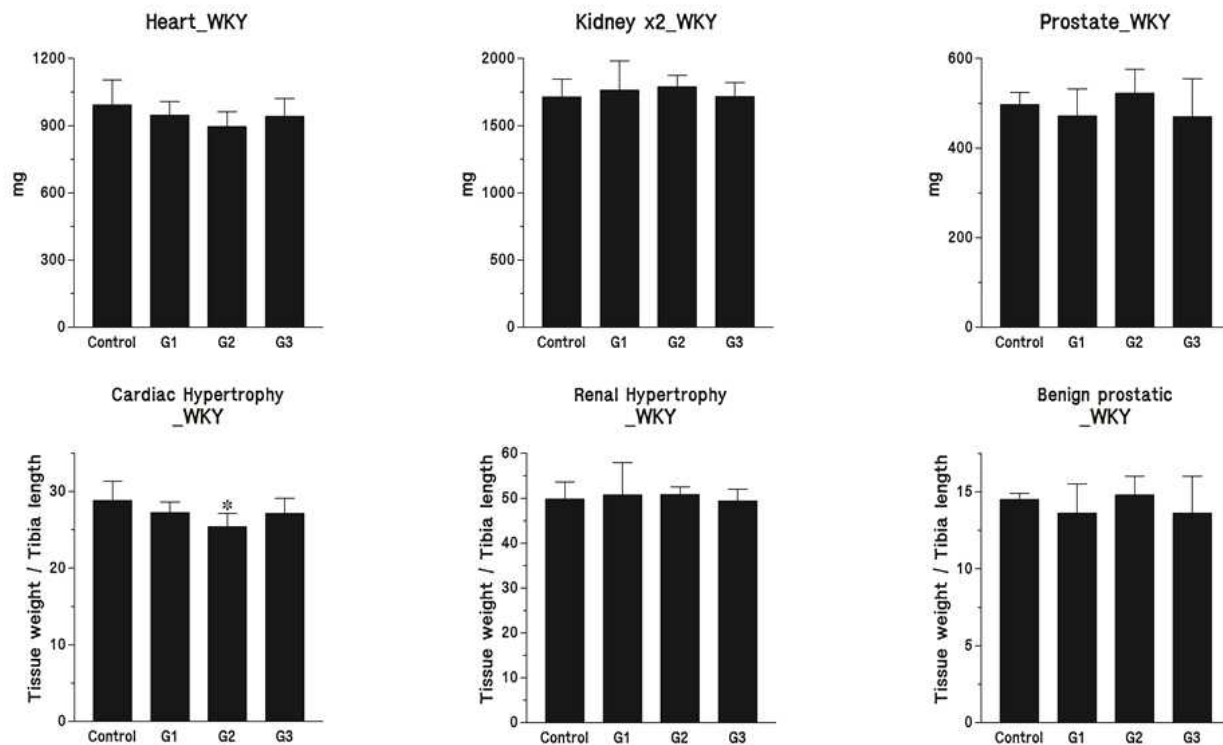 Heart_WKY
mg
1200
900
600
300
0
Control G1 G2 G3
Kidney x2_WKY
mg
2000
1500
1000
500
0
Control G1 G2 G3
Prostate_WKY
mg
600
400
200
0
Control G1 G2 G3
Cardiac Hypertrophy
_WKY
Tissue weight / Tibia length
30
20
10
0
*
Control G1 G2 G3
Renal Hypertrophy
_WKY
Tissue weight / Tibia length
60
50
40
30
20
10
0
Control G1 G2 G3
Benign prostatic
_WKY
Tissue weight / Tibia length
15
10
5
0
Control G1 G2 G3